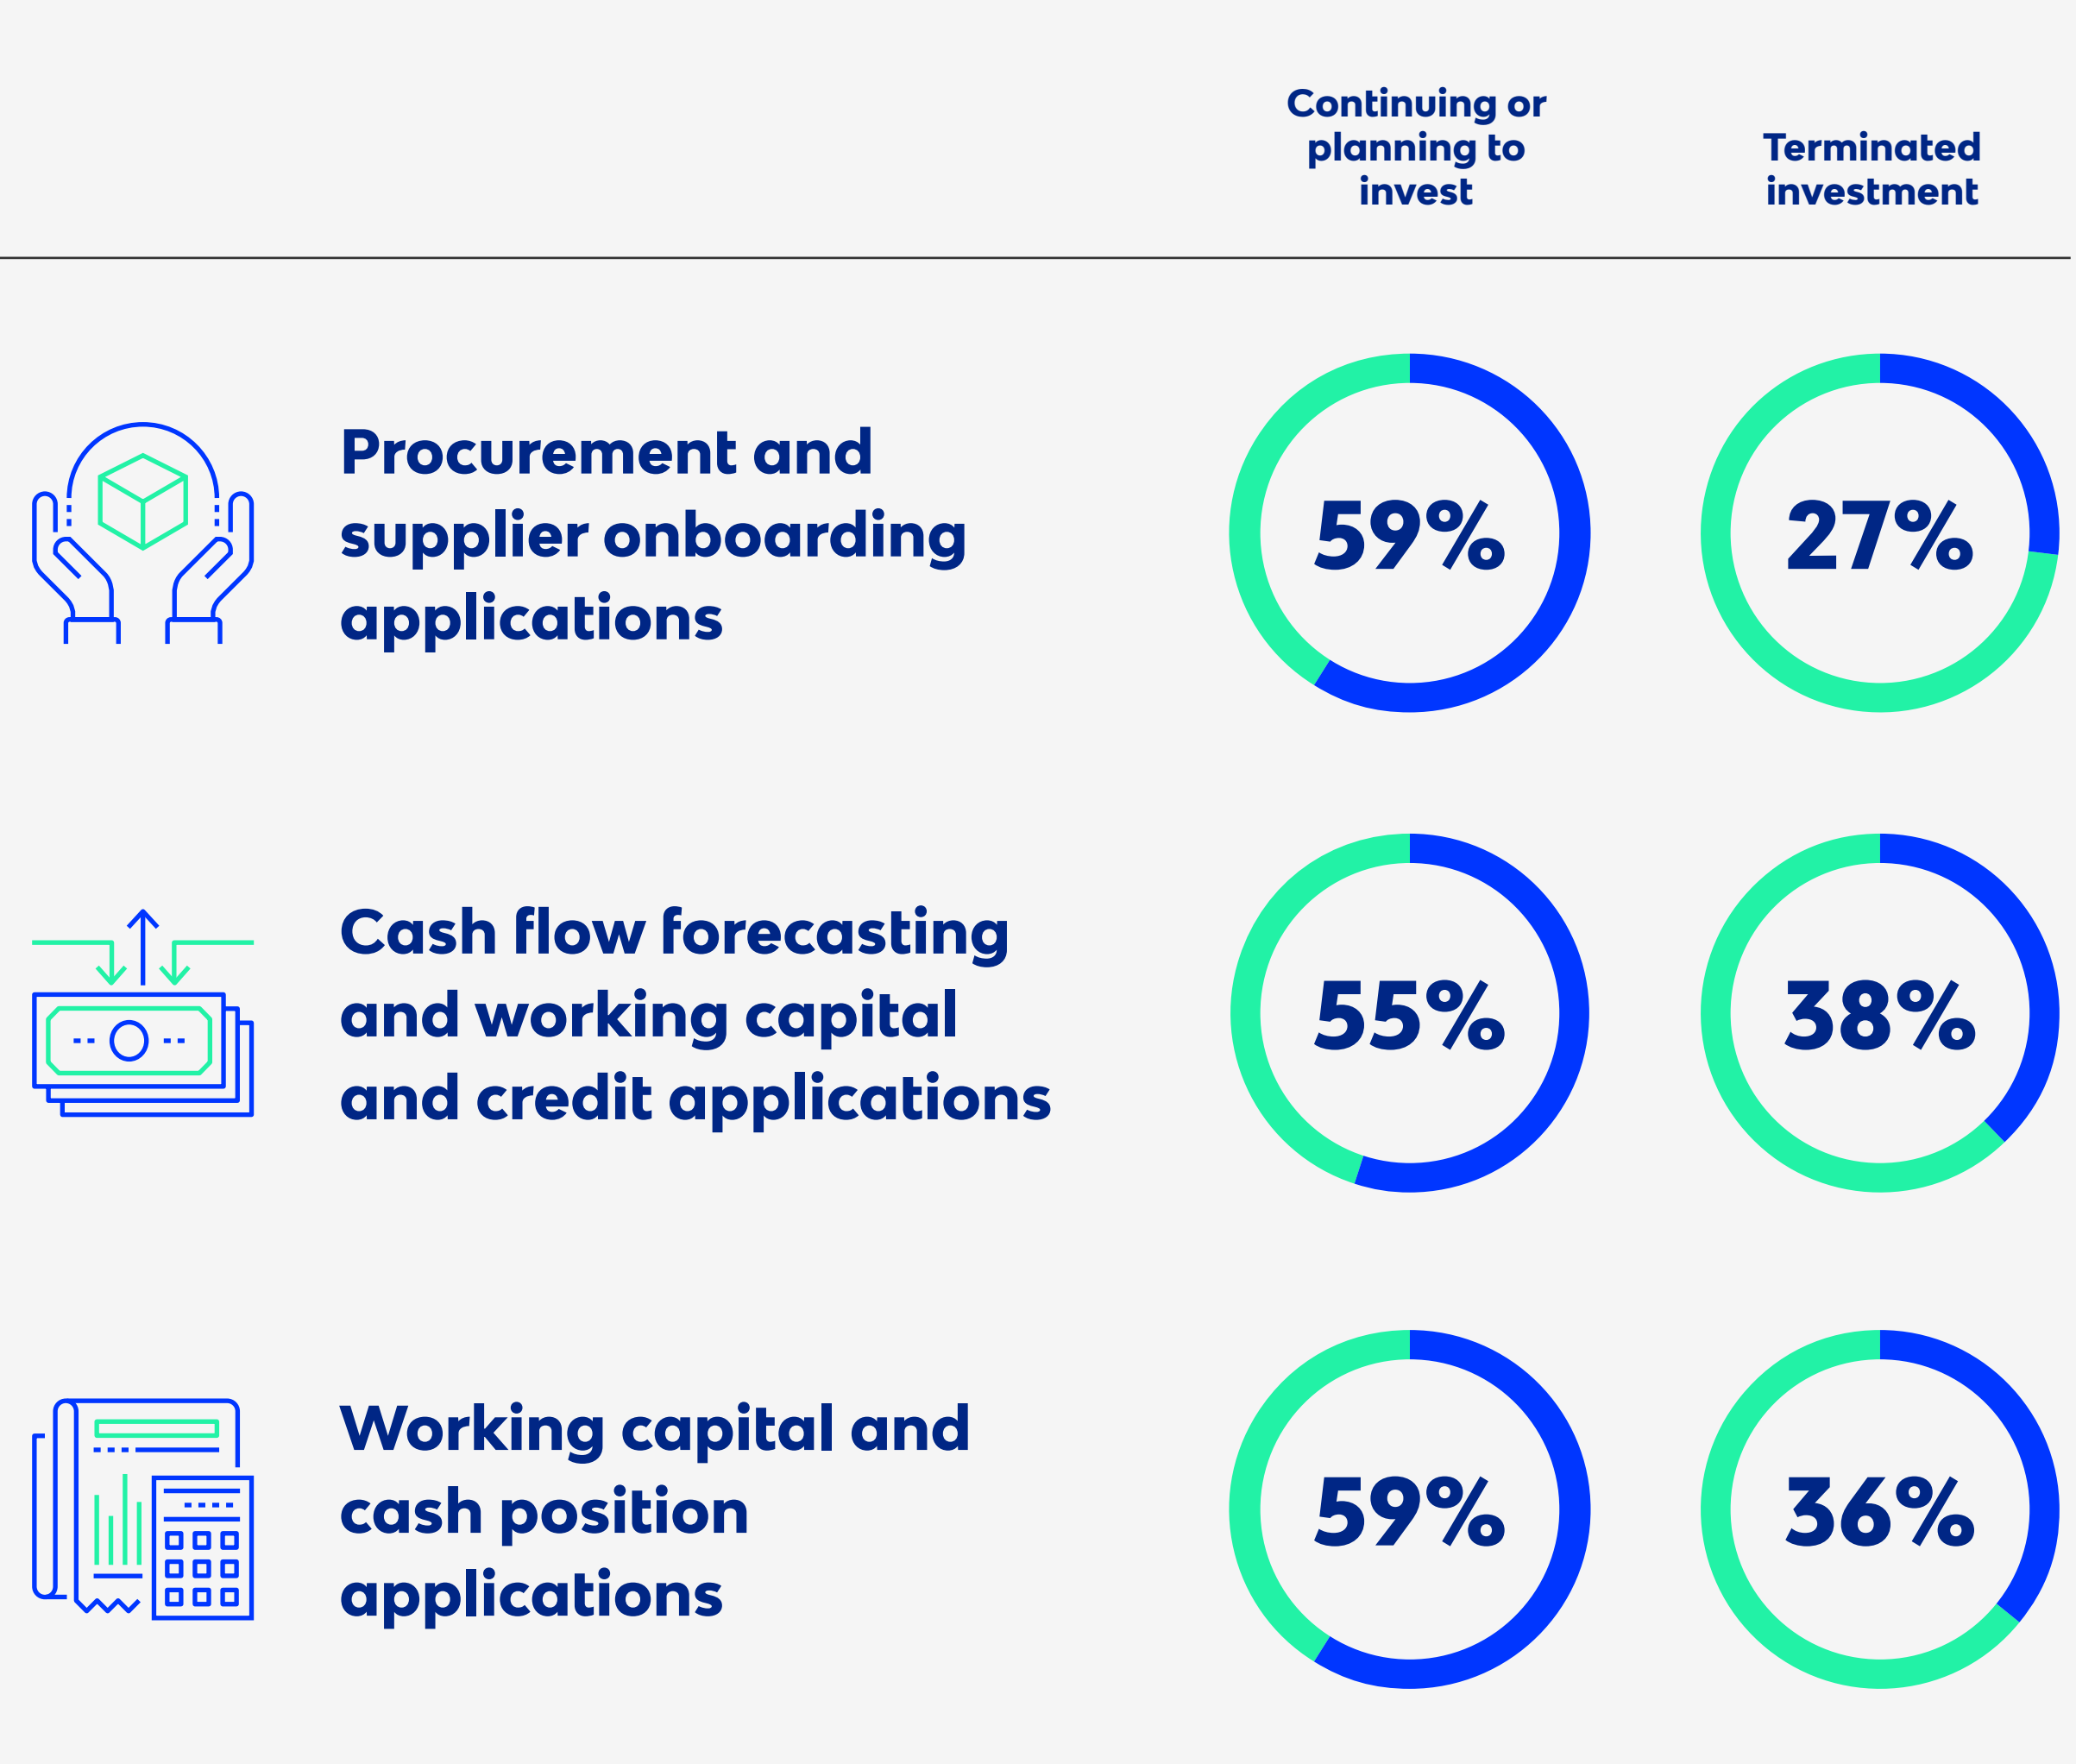 Continuing or
planning to
invest
Terminated
investment
Procurement and
supplier onboarding
applications
59%
27%
Cash flow forecasting
and working capital
and credit applications
55%
38%
Working capital and
cash position
applications
59%
36%